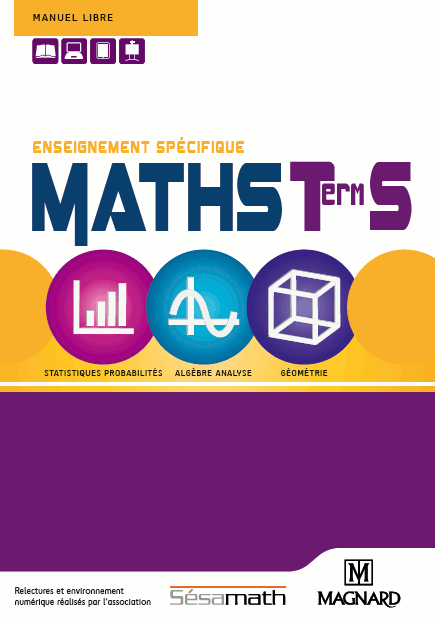 MANUEL LIBRE
ENSEIGNEMENT SPÉCIFIQUE
MATHS Term S
STATISTIQUES PROBABILITÉS ALGÈBRE ANALYSE GÉOMÉTRIE
Relectures et environnement
numérique réalisés par l'association
Sésamath
M
MAGNARD